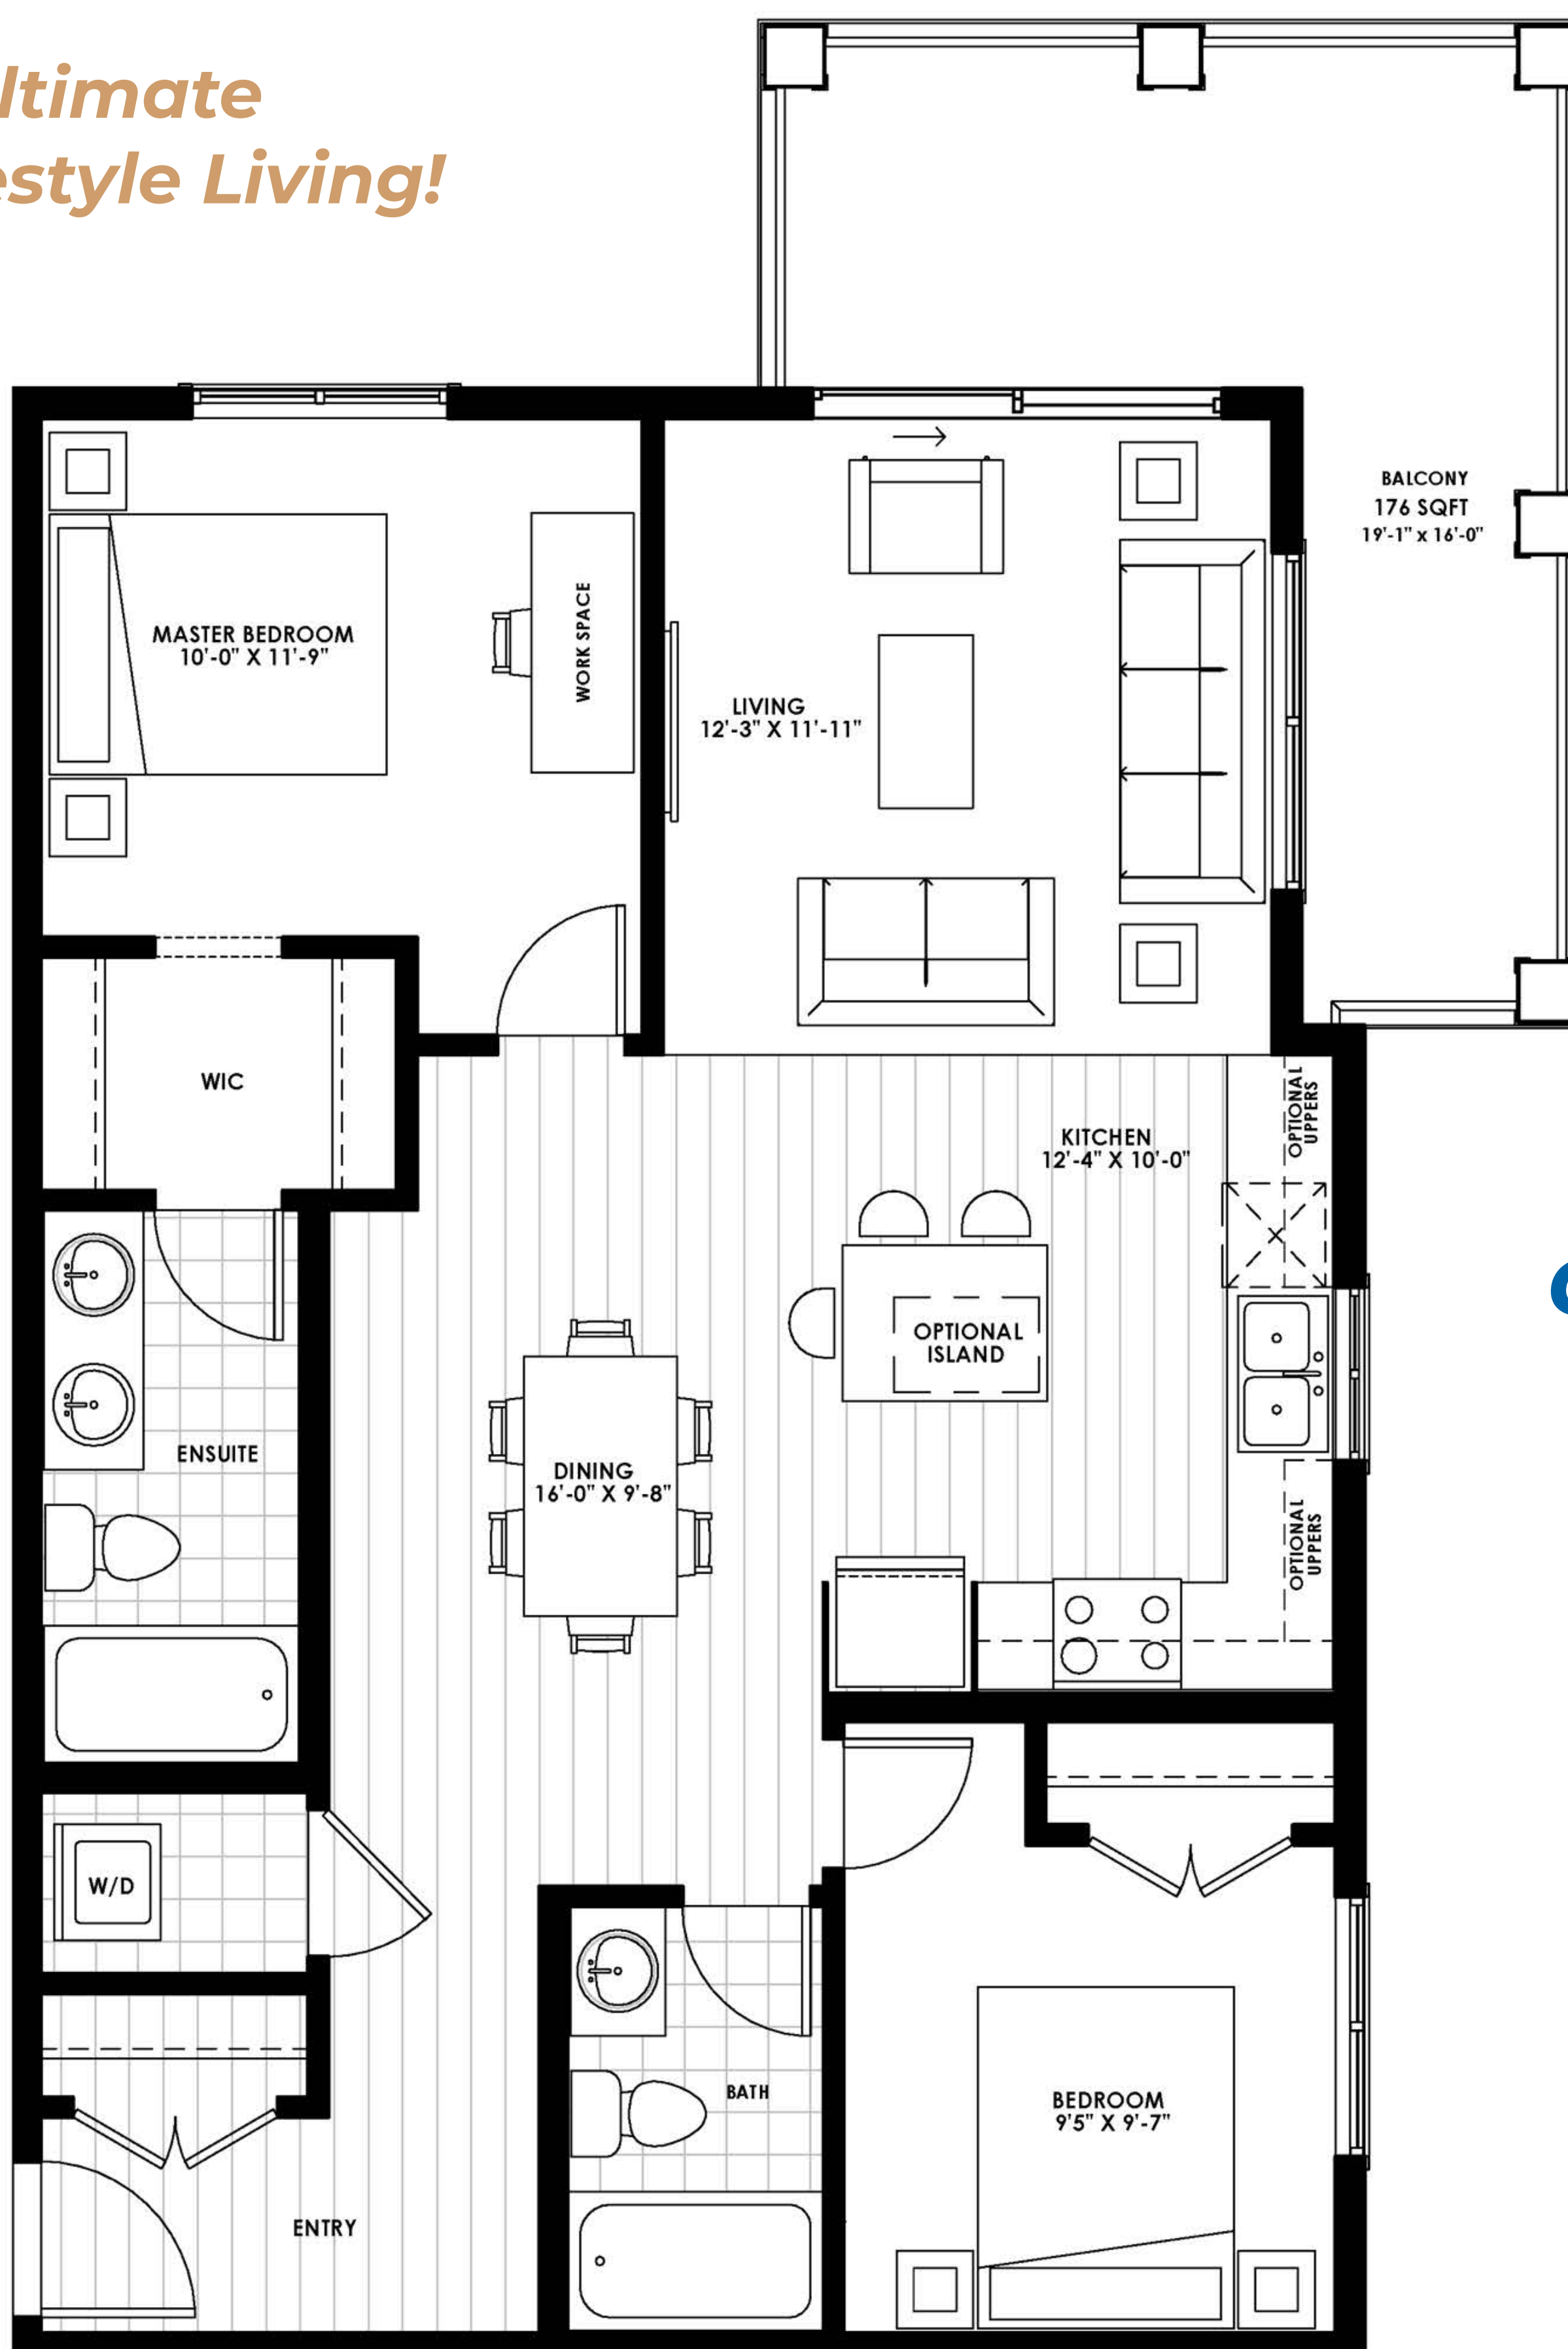 ltimate
estyle Living!
BALCONY
176 SQFT
19'-1" x 16'-0"
MASTER BEDROOM
10'-0" X 11'-9"
WORK SPACE
LIVING
12'-3" X 11'-11"
WIC
KITCHEN
12'-4" X 10'-0"
OPTIONAL
UPPERS
OPTIONAL
ISLAND
ENSUITE
DINING
16'-0" X 9'-8"
OPTIONAL
UPPERS
W/D
BATH
BEDROOM
9'5" X 9'-7"
ENTRY